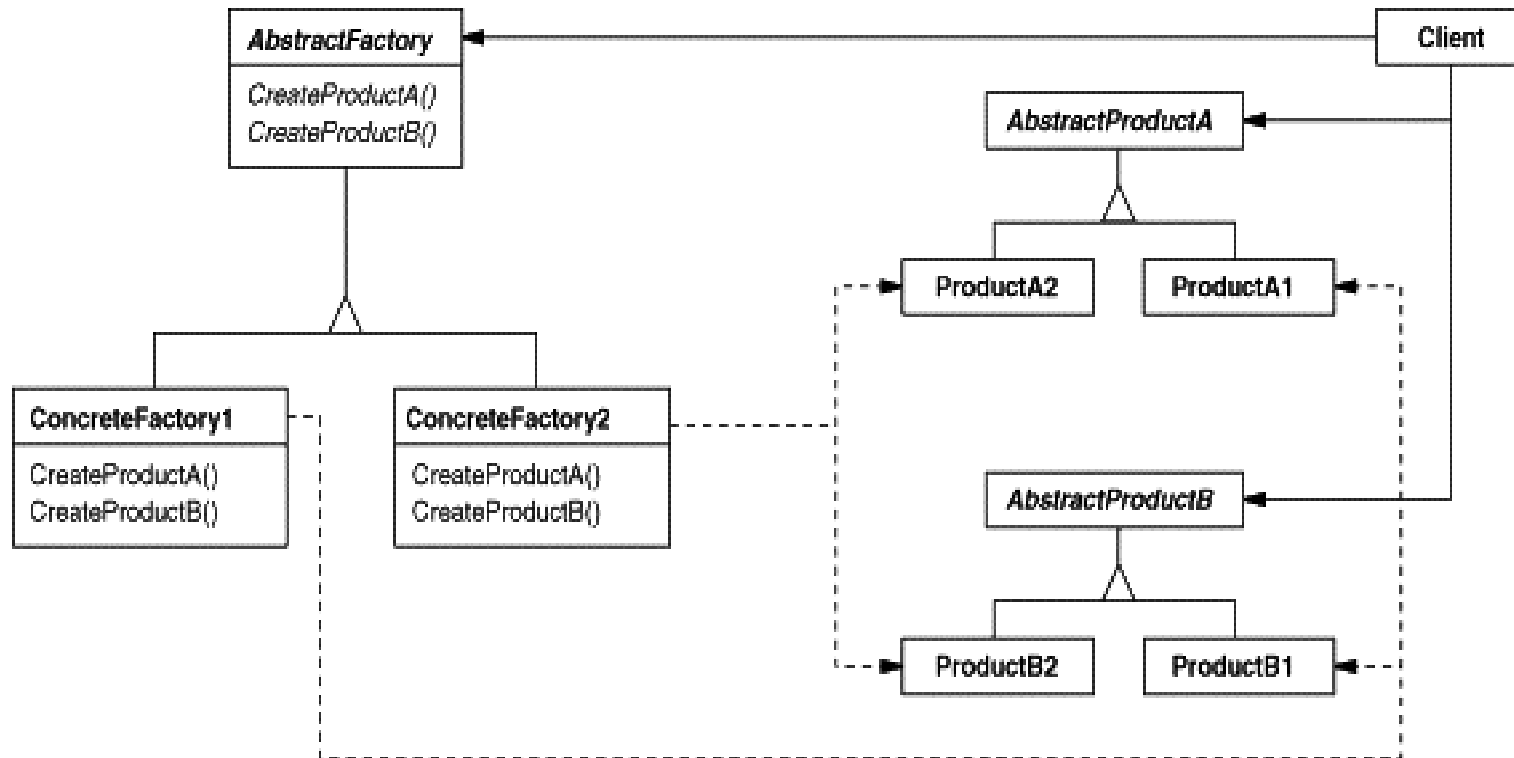 AbstractFactory
CreateProductA()
CreateProductB()
Client
AbstractProductA
ProductA2
ProductA1
ConcreteFactory1
CreateProductA()
CreateProductB()
ConcreteFactory2
CreateProductA()
CreateProductB()
AbstractProductB
ProductB2
ProductB1